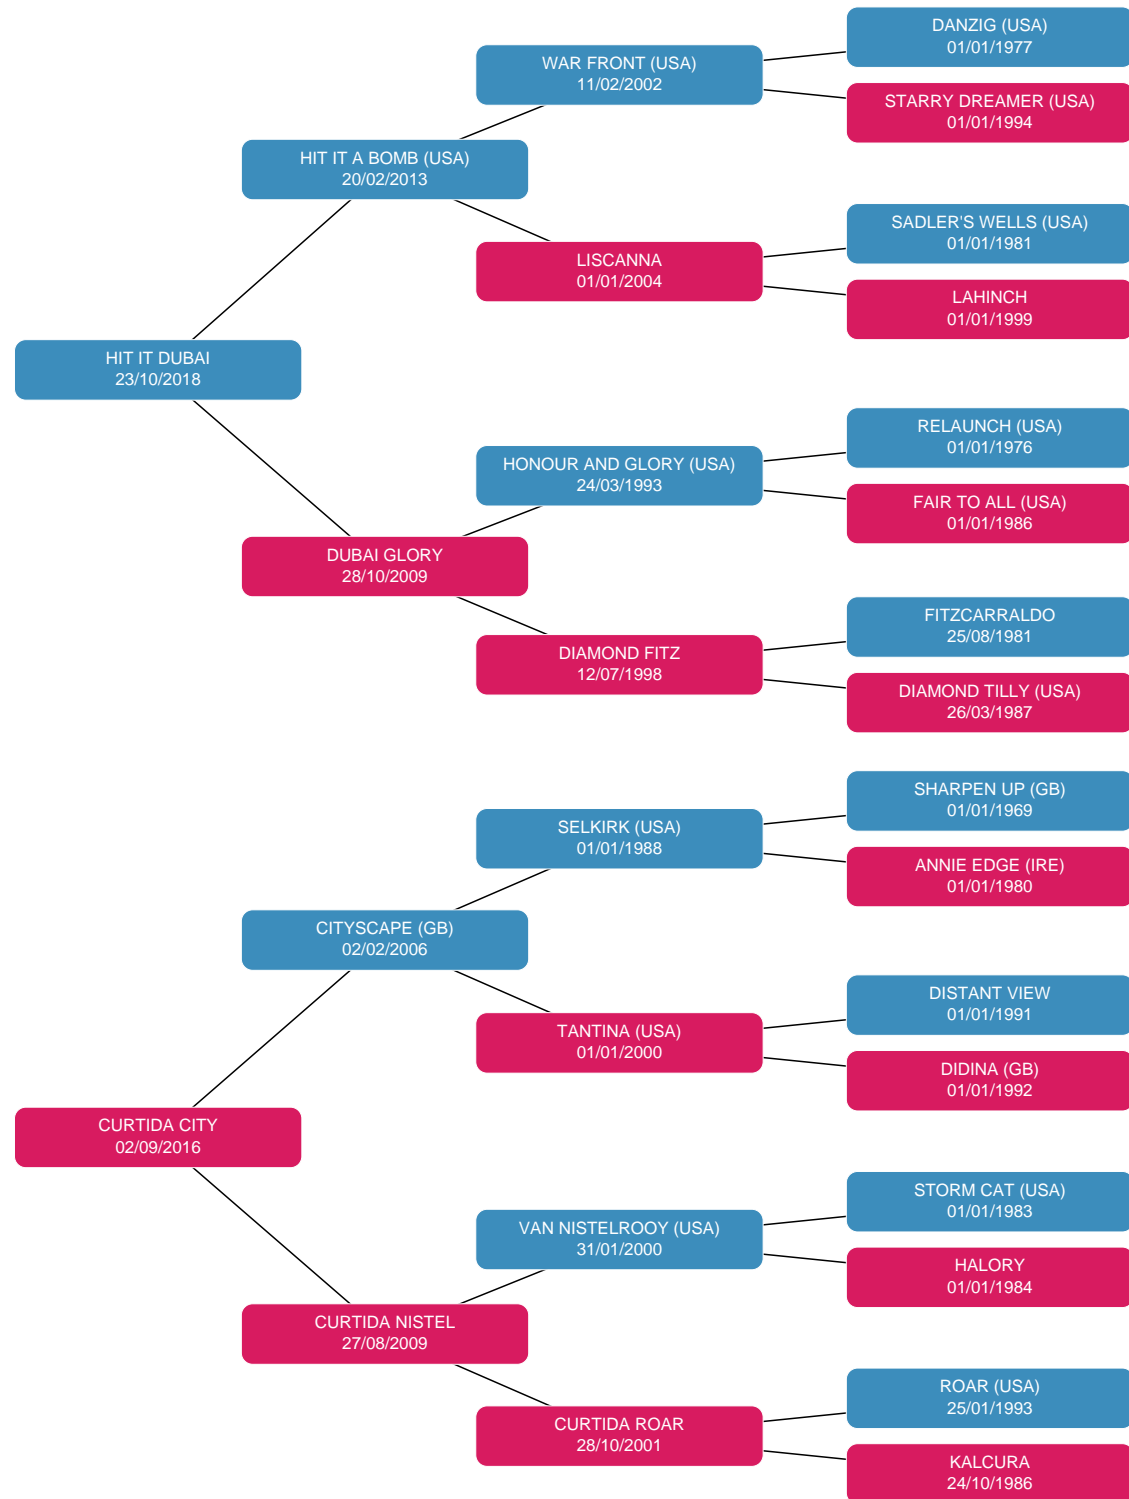 DANZIG (USA)
01/01/1977
WAR FRONT (USA)
11/02/2002
STARRY DREAMER (USA)
01/01/1994
HIT IT A BOMB (USA)
20/02/2013
SADLER'S WELLS (USA)
01/01/1981
LISCANNA
01/01/2004
LAHINCH
01/01/1999
HIT IT DUBAI
23/10/2018
RELAUNCH (USA)
01/01/1976
HONOUR AND GLORY (USA)
24/03/1993
FAIR TO ALL (USA)
01/01/1986
DUBAI GLORY
28/10/2009
FITZCARRALDO
25/08/1981
DIAMOND FITZ
12/07/1998
DIAMOND TILLY (USA)
26/03/1987
SHARPEN UP (GB)
01/01/1969
SELKIRK (USA)
01/01/1988
ANNIE EDGE (IRE)
01/01/1980
CITYSCAPE (GB)
02/02/2006
DISTANT VIEW
01/01/1991
TANTINA (USA)
01/01/2000
DIDINA (GB)
01/01/1992
CURTIDA CITY
02/09/2016
STORM CAT (USA)
01/01/1983
VAN NISTELROOY (USA)
31/01/2000
HALORY
01/01/1984
CURTIDA NISTEL
27/08/2009
ROAR (USA)
25/01/1993
CURTIDA ROAR
28/10/2001
KALCURA
24/10/1986